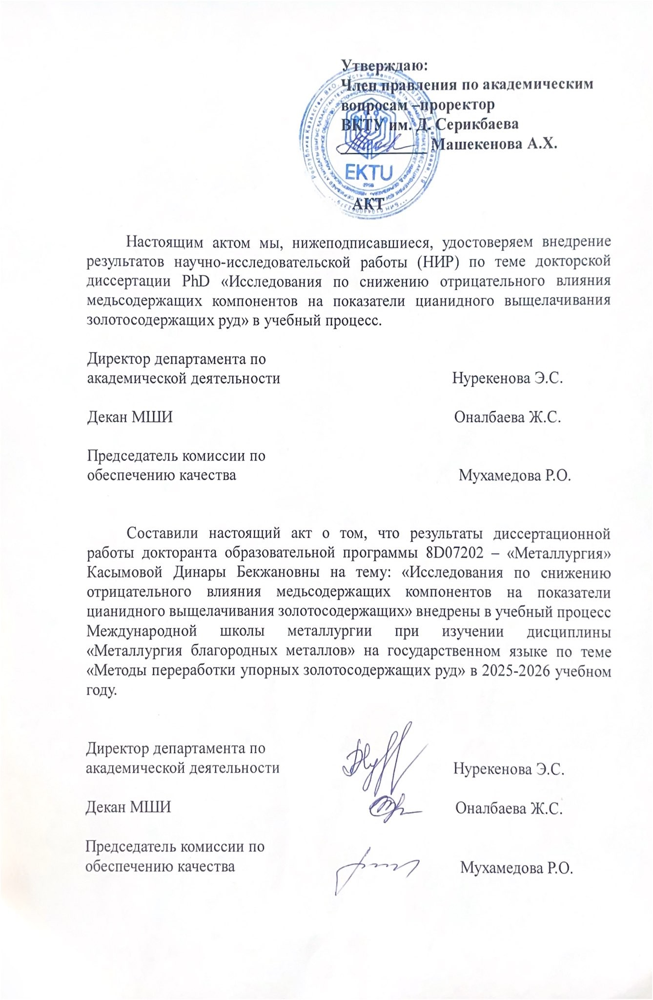 Утверждаю:
Член правления по академическим
вопросам –проректор
ВКТУ им. Д. Серикбаева
Машекенова А.Х.
EKTU
1958
АКТ
Настоящим актом мы, нижеподписавшиеся, удостоверяем внедрение
результатов научно-исследовательской работы (НИР) по теме докторской
диссертации PhD «Исследования по снижению отрицательного влияния
медьсодержащих компонентов на показатели цианидного выщелачивания
золотосодержащих руд» в учебный процесс.
Директор департамента по
академической деятельности Нурекенова Э.С.
Декан МШИ Оналбаева Ж.С.
Председатель комиссии по
обеспечению качества Мухамедова Р.О.
Составили настоящий акт о том, что результаты диссертационной
работы докторанта образовательной программы 8D07202 – «Металлургия»
Касымовой Динары Бекжановны на тему: «Исследования по снижению
отрицательного влияния медьсодержащих компонентов на показатели
цианидного выщелачивания золотосодержащих» внедрены в учебный процесс
Международной школы металлургии при изучении дисциплины
«Металлургия благородных металлов» на государственном языке по теме
«Методы переработки упорных золотосодержащих руд» в 2025-2026 учебном
году.
Директор департамента по
академической деятельности Нурекенова Э.С.
Декан МШИ Оналбаева Ж.С.
Председатель комиссии по
обеспечению качества Мухамедова Р.О.